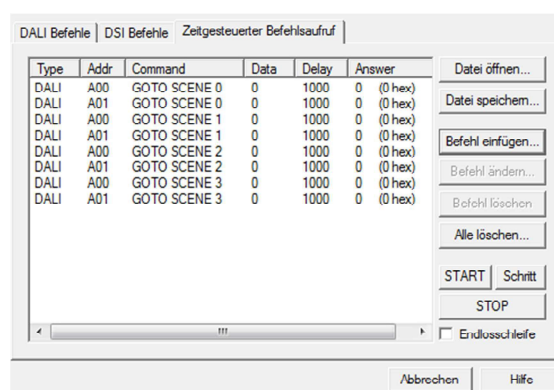 DALI Befehle DSI Befehle Zeitgesteuerter Befehlsaufruf
Type Addr Command Data Delay Answer
DALI A00 GOTO SCENE 0 0 1000 0 (0 hex)
DALI A01 GOTO SCENE 0 0 1000 0 (0 hex)
DALI A00 GOTO SCENE 1 0 1000 0 (0 hex)
DALI A01 GOTO SCENE 1 0 1000 0 (0 hex)
DALI A00 GOTO SCENE 2 0 1000 0 (0 hex)
DALI A01 GOTO SCENE 2 0 1000 0 (0 hex)
DALI A00 GOTO SCENE 3 0 1000 0 (0 hex)
DALI A01 GOTO SCENE 3 0 1000 0 (0 hex)
Datei öffnen...
Datei speichern...
Befehl einfügen...
Befehl ändern...
Befehl löschen
Alle löschen...
START Schritt
STOP
Endlosschleife
Abbrechen Hilfe